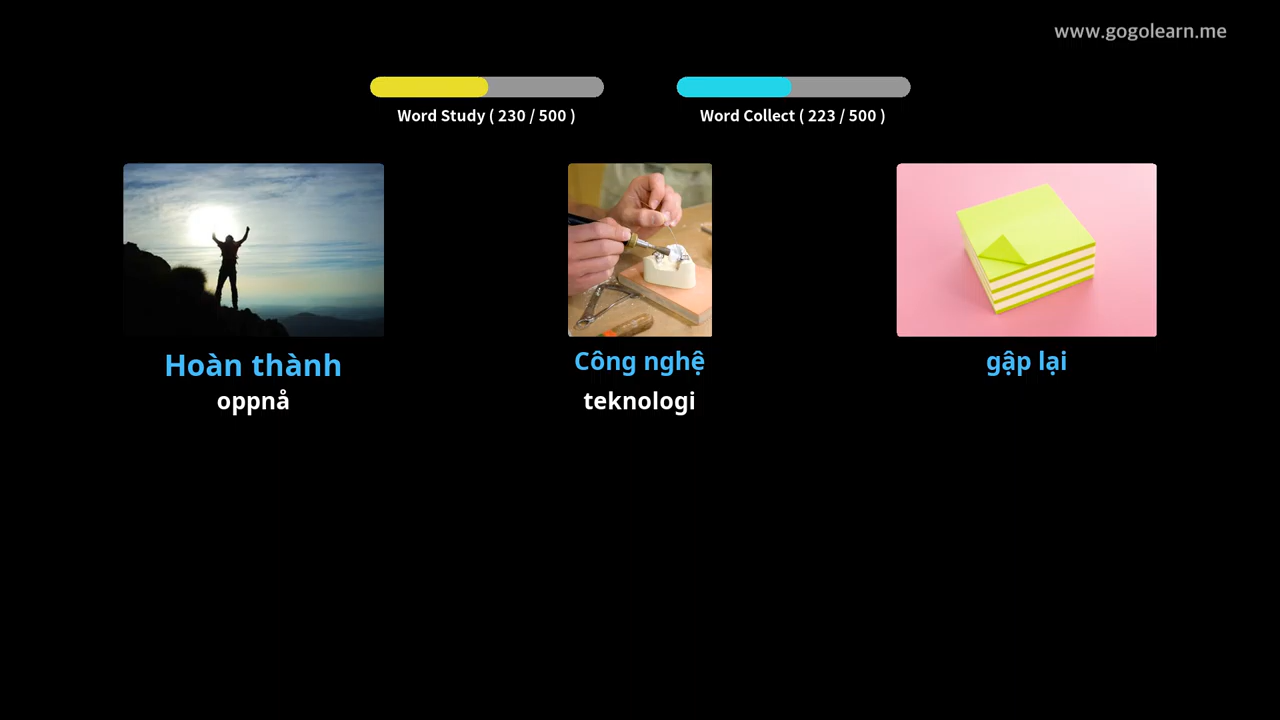 www.gogolearn.me
Word Study ( 230 / 500 )
Word Collect ( 223 / 500 )
Hoàn thành
oppnå
Công nghệ
teknologi
gập lại